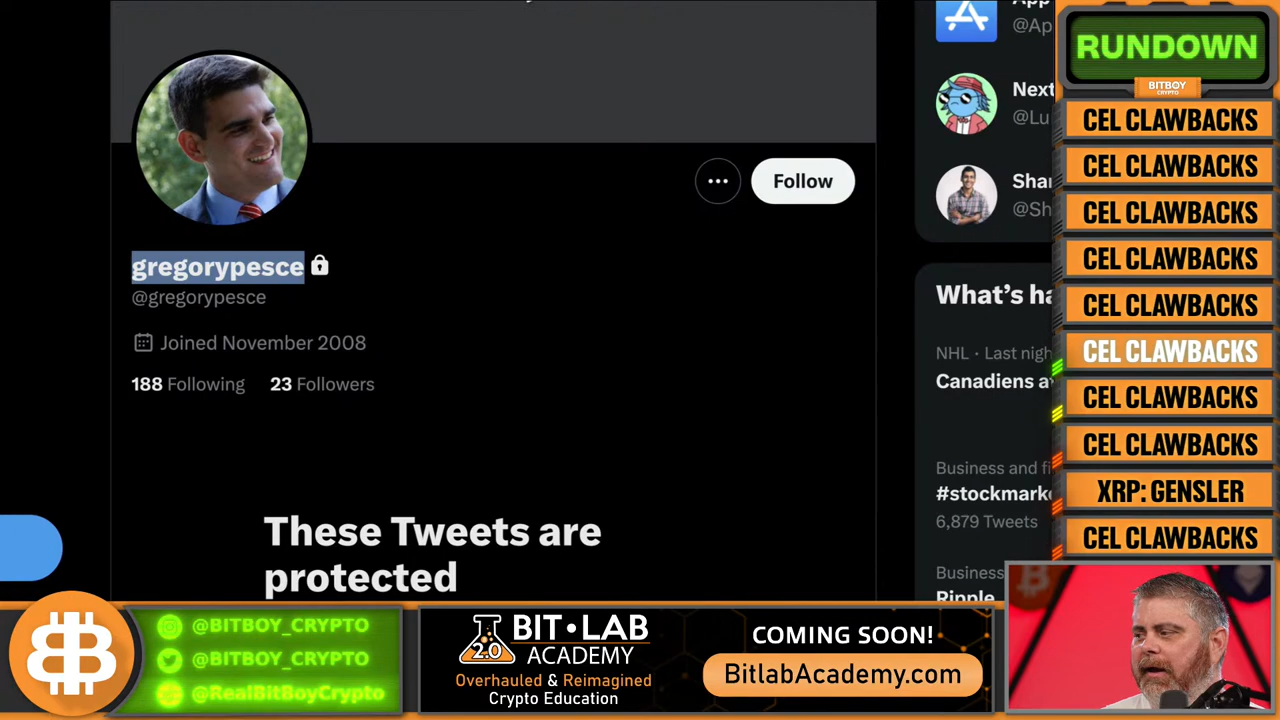 gregorypesce
@gregorypesce
Joined November 2008
188 Following 23 Followers
These Tweets are
protected
Follow
@Ap
Next
@Lu
Shar
@Sh
What's ha
NHL · Last nigh
Canadiens a
Business and fi
#stockmark
6,879 Tweets
Business
Ripple
RUNDOWN
BITBOY
CRYPTO
CEL CLAWBACKS
CEL CLAWBACKS
CEL CLAWBACKS
CEL CLAWBACKS
CEL CLAWBACKS
CEL CLAWBACKS
CEL CLAWBACKS
CEL CLAWBACKS
XRP: GENSLER
CEL CLAWBACKS
@BITBOY_CRYPTO
@BITBOY_CRYPTO
@RealBitBoyCrypto
2.0
BIT•LAB
ACADEMY
Overhauled & Reimagined
Crypto Education
COMING SOON!
BitlabAcademy.com